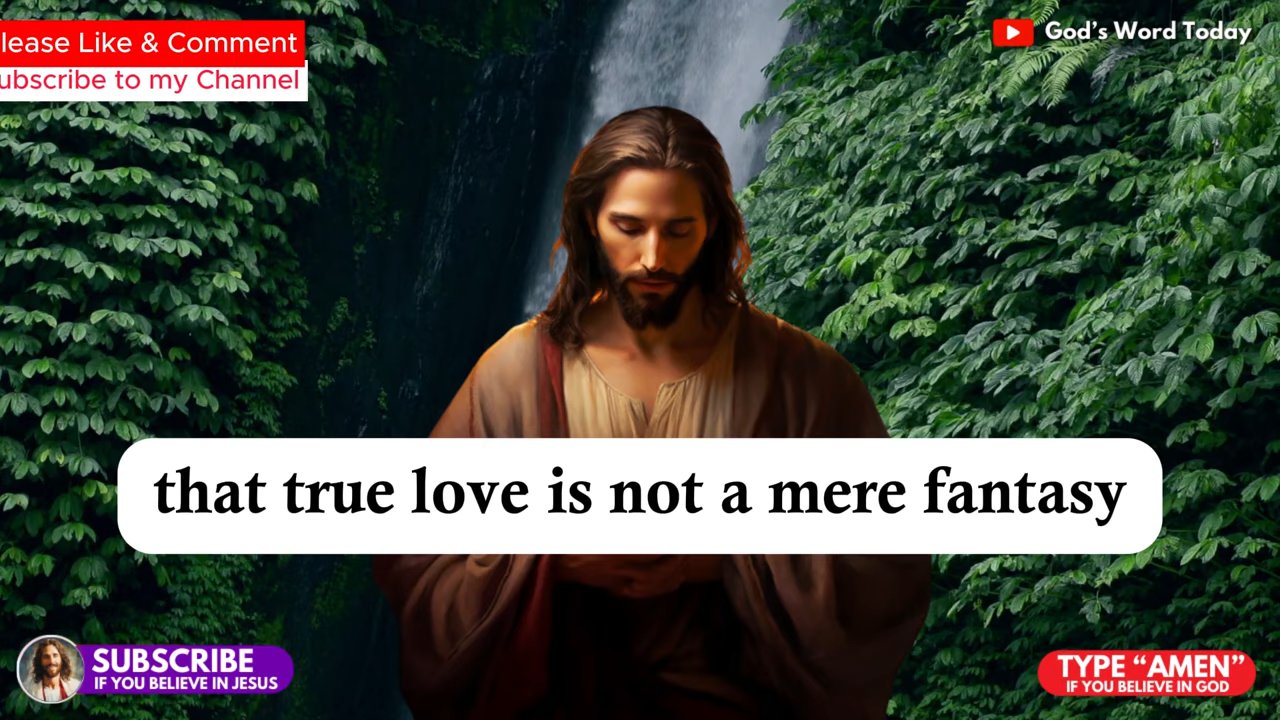 lease Like & Comment
ubscribe to my Channel
God's Word Today
that true love is not a mere fantasy
SUBSCRIBE
IF YOU BELIEVE IN JESUS
TYPE “AMEN”
IF YOU BELIEVE IN GOD